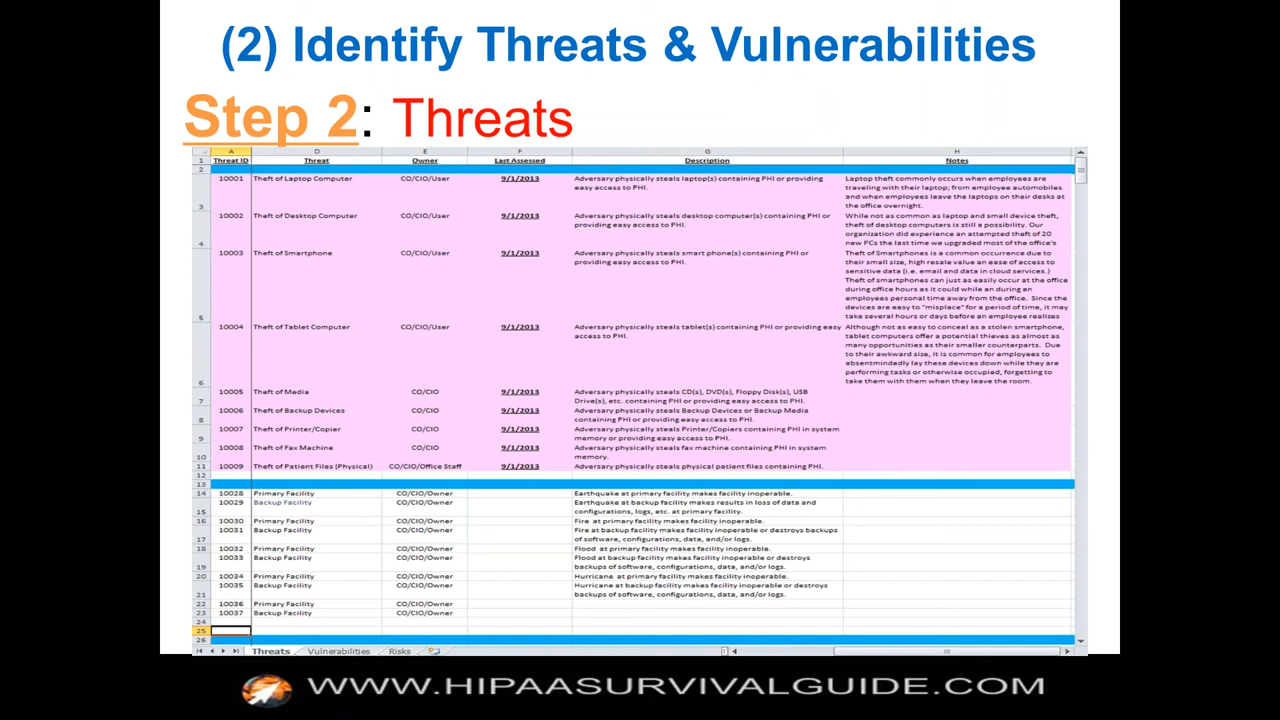 (2) Identify Threats & Vulnerabilities
Step 2: Threats
A D E F G H
1 Threat ID Threat Owner Last Assessed Description Notes
2
3 10001 Theft of Laptop Computer CO/CIO/User 9/1/2013 Adversary physically steals laptop(s) containing PHI or providing
easy access to PHI.
Laptop theft commonly occurs when employees are
traveling with their laptop; from employee automobiles
and when employees leave the laptops on their desks at
the office overnight.
4 10002 Theft of Desktop Computer CO/CIO/User 9/1/2013 Adversary physically steals desktop computer(s) containing PHI or
providing easy access to PHI.
While not as common as laptop and small device theft,
theft of desktop computers is still a possibility. Our
organization did experience an attempted theft of 20
new PCs the last time we upgraded most of the office's
5 10003 Theft of Smartphone CO/CIO/User 9/1/2013 Adversary physically steals smart phone(s) containing PHI or
providing easy access to PHI.
Theft of Smartphones is a common occurrence due to
their small size, high resale value an ease of access to
sensitive data (i.e. email and data in cloud services.)
Theft of smartphones can just as easily occur at the office
during office hours as it could while an during an
employees personal time away from the office. Since the
devices are easy to "misplace" for a period of time, it may
take several hours or days before an employee realizes
6 10004 Theft of Tablet Computer CO/CIO/User 9/1/2013 Adversary physically steals tablet(s) containing PHI or providing easy
access to PHI.
Although not as easy to conceal as a stolen smartphone,
tablet computers offer a potential thieves as almost as
many opportunities as their smaller counterparts. Due
to their awkward size, it is common for employees to
absentmindedly lay these devices down while they are
performing tasks or otherwise occupied, forgetting to
take them with them when they leave the room.
7 10005 Theft of Media CO/CIO 9/1/2013 Adversary physically steals CD(s), DVD(s), Floppy Disk(s), USB
Drive(s), etc. containing PHI or providing easy access to PHI.
8 10006 Theft of Backup Devices CO/CIO 9/1/2013 Adversary physically steals Backup Devices or Backup Media
containing PHI or providing easy access to PHI.
9 10007 Theft of Printer/Copier CO/CIO 9/1/2013 Adversary physically steals Printer/Copiers containing PHI in system
memory or providing easy access to PHI.
10 10008 Theft of Fax Machine CO/CIO 9/1/2013 Adversary physically steals fax machine containing PHI in system
memory.
11 10009 Theft of Patient Files (Physical) CO/CIO/Office Staff 9/1/2013 Adversary physically steals physical patient files containing PHI.
12
13
14 10028 Primary Facility CO/CIO/Owner Earthquake at primary facility makes facility inoperable.
15 10029 Backup Facility CO/CIO/Owner Earthquake at backup facility makes results in loss of data and
configurations, logs, etc. at primary facility.
16 10030 Primary Facility CO/CIO/Owner Fire at primary facility makes facility inoperable.
17 10031 Backup Facility CO/CIO/Owner Fire at backup facility makes facility inoperable or destroys backups
of software, configurations, data, and/or logs.
18 10032 Primary Facility CO/CIO/Owner Flood at primary facility makes facility inoperable.
19 10033 Backup Facility CO/CIO/Owner Flood at backup facility makes facility inoperable or destroys
backups of software, configurations, data, and/or logs.
20 10034 Primary Facility CO/CIO/Owner Hurricane at primary facility makes facility inoperable.
21 10035 Backup Facility CO/CIO/Owner Hurricane at backup facility makes facility inoperable or destroys
backups of software, configurations, data, and/or logs.
22 10036 Primary Facility CO/CIO/Owner
23 10037 Backup Facility CO/CIO/Owner
24
25
26
Threats Vulnerabilities Risks
WWW.HIPAASURVIVALGUIDE.COM